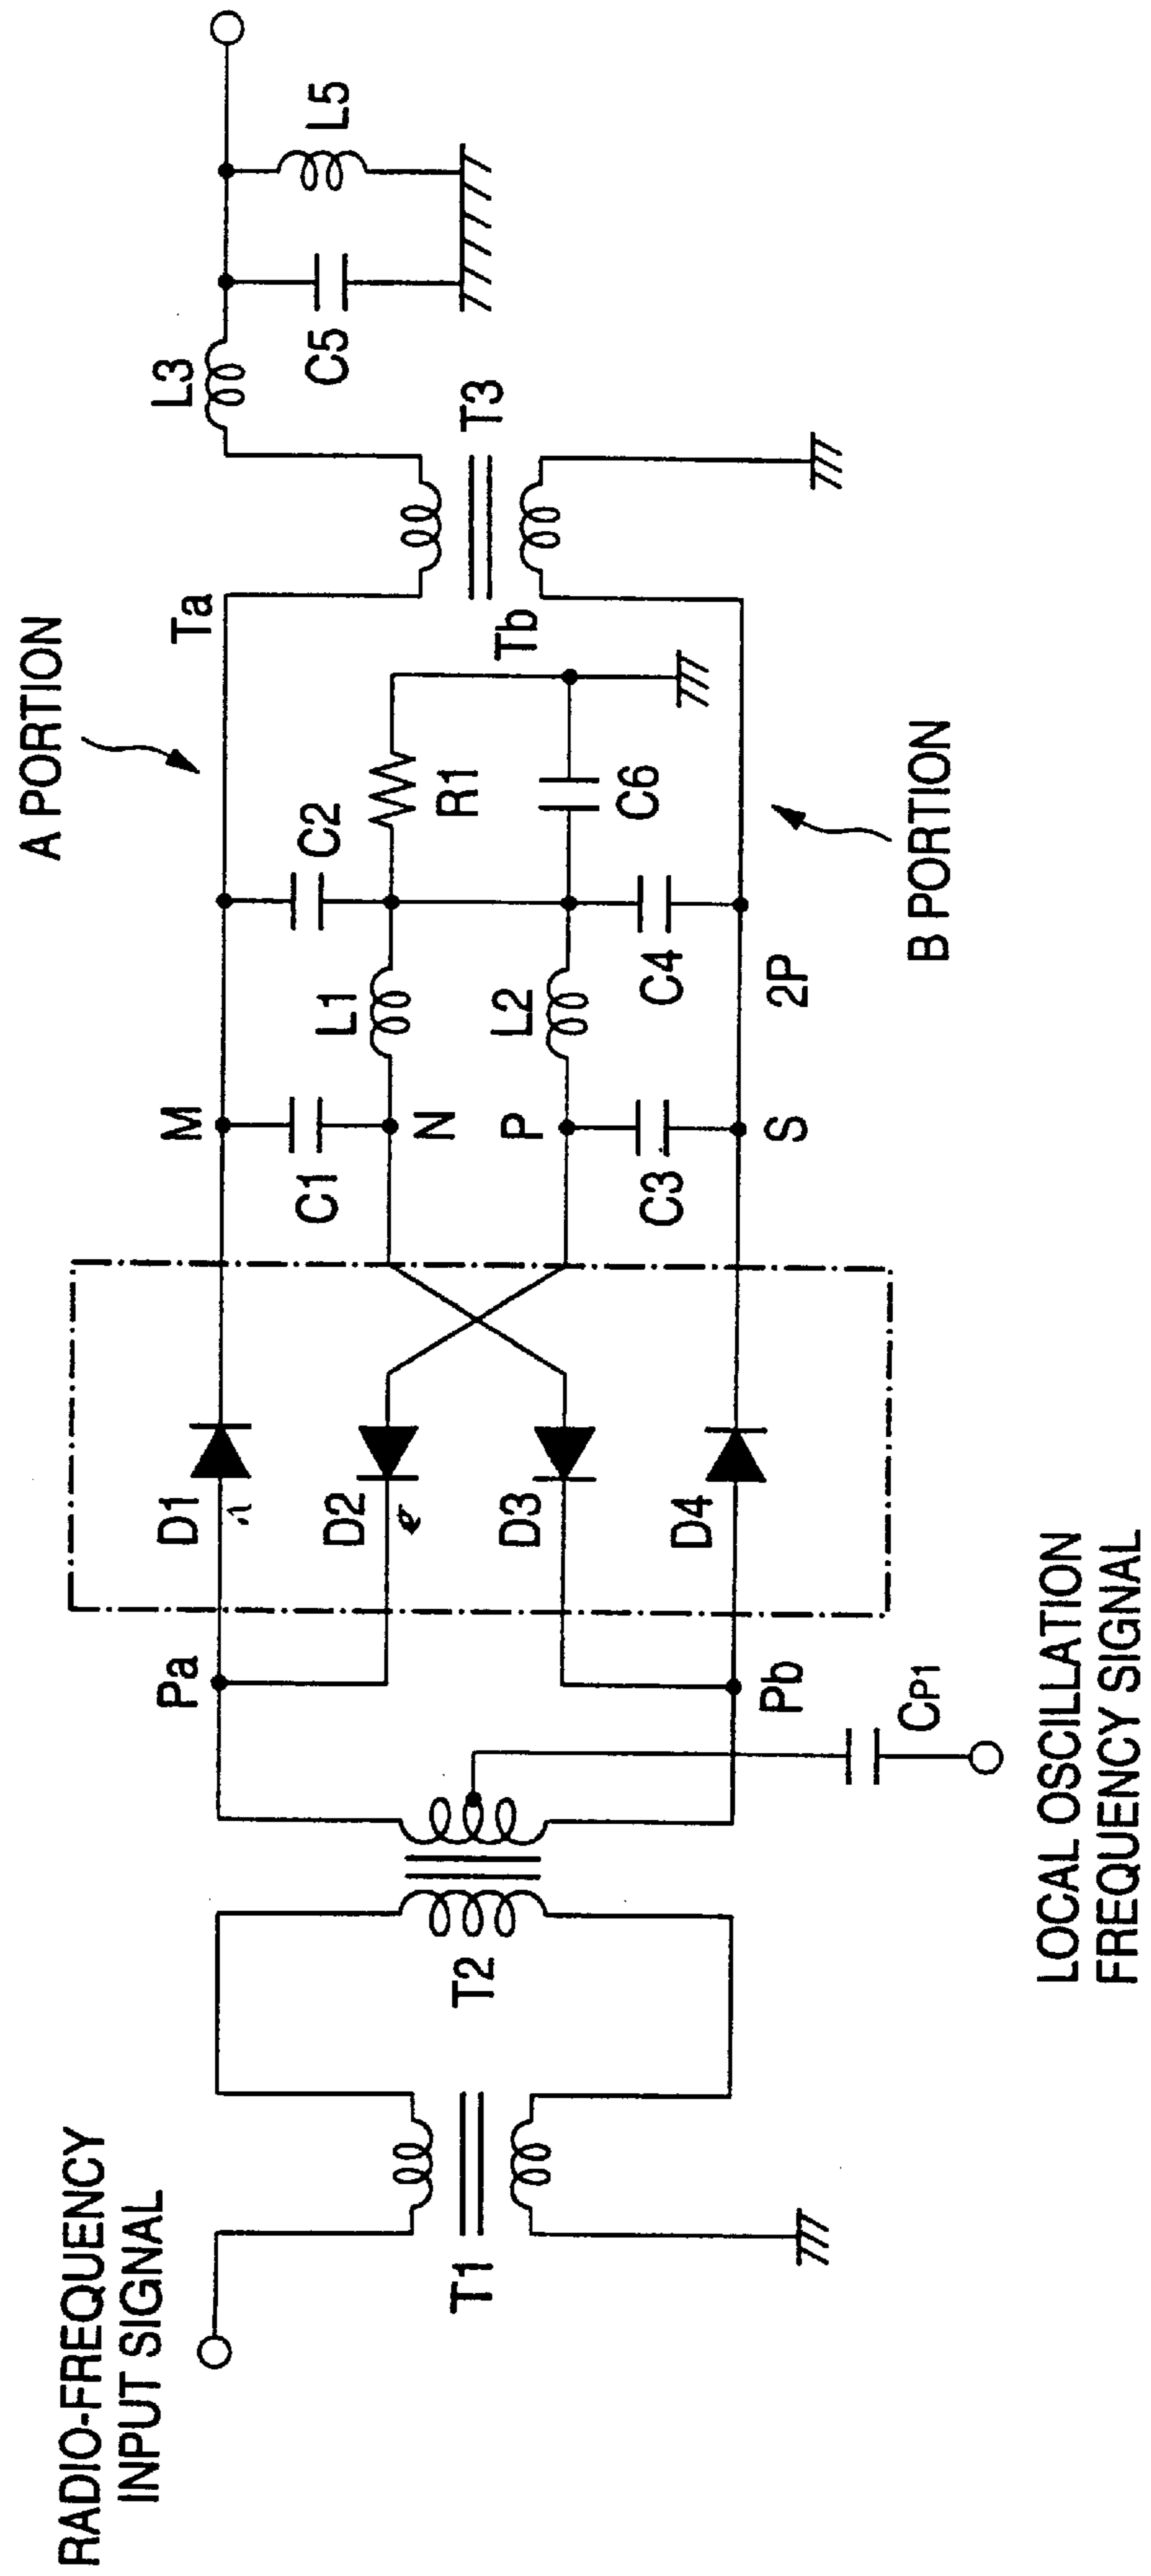 RADIO-FREQUENCY
INPUT SIGNAL
T1
T2
Pa
Pb
CP1
LOCAL OSCILLATION
FREQUENCY SIGNAL
D1
D2
D3
D4
M
C1
N
P
C3
S
L1
L2
C2
C4
2P
R1
C6
A PORTION
B PORTION
Ta
Tb
T3
L3
C5
L5